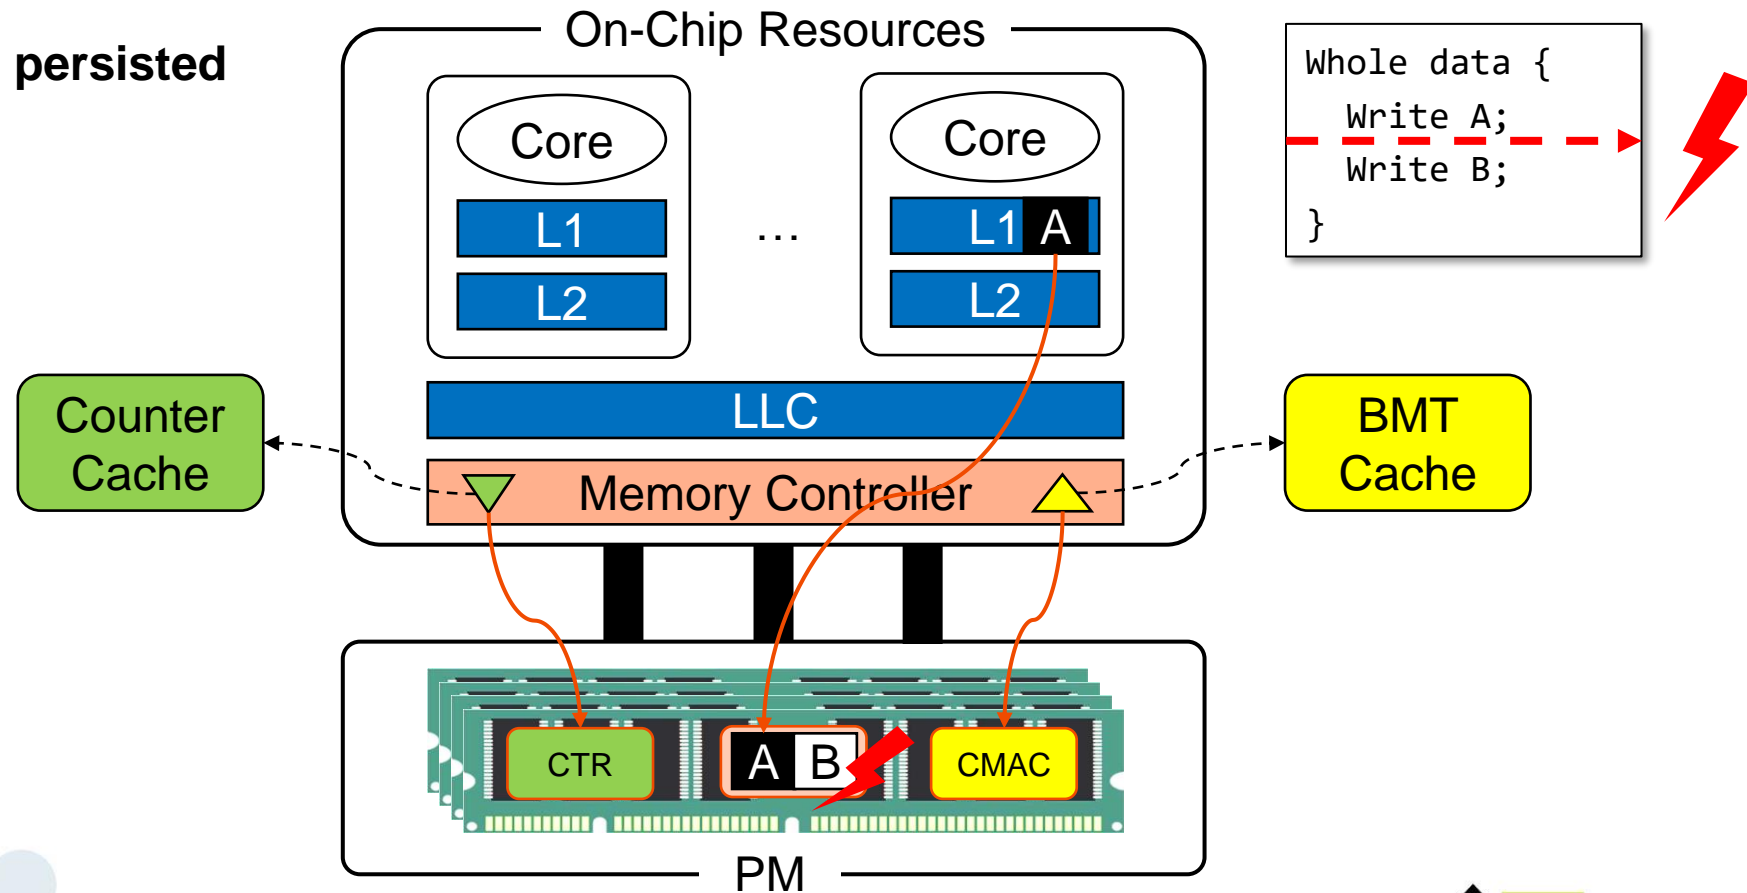 persisted
On-Chip Resources
Whole data {
Write A;
Write B;
}
Core
Core
L1
...
L1 A
L2
L2
Counter
Cache
LLC
BMT
Cache
Memory Controller
CTR
A B
CMAC
PM